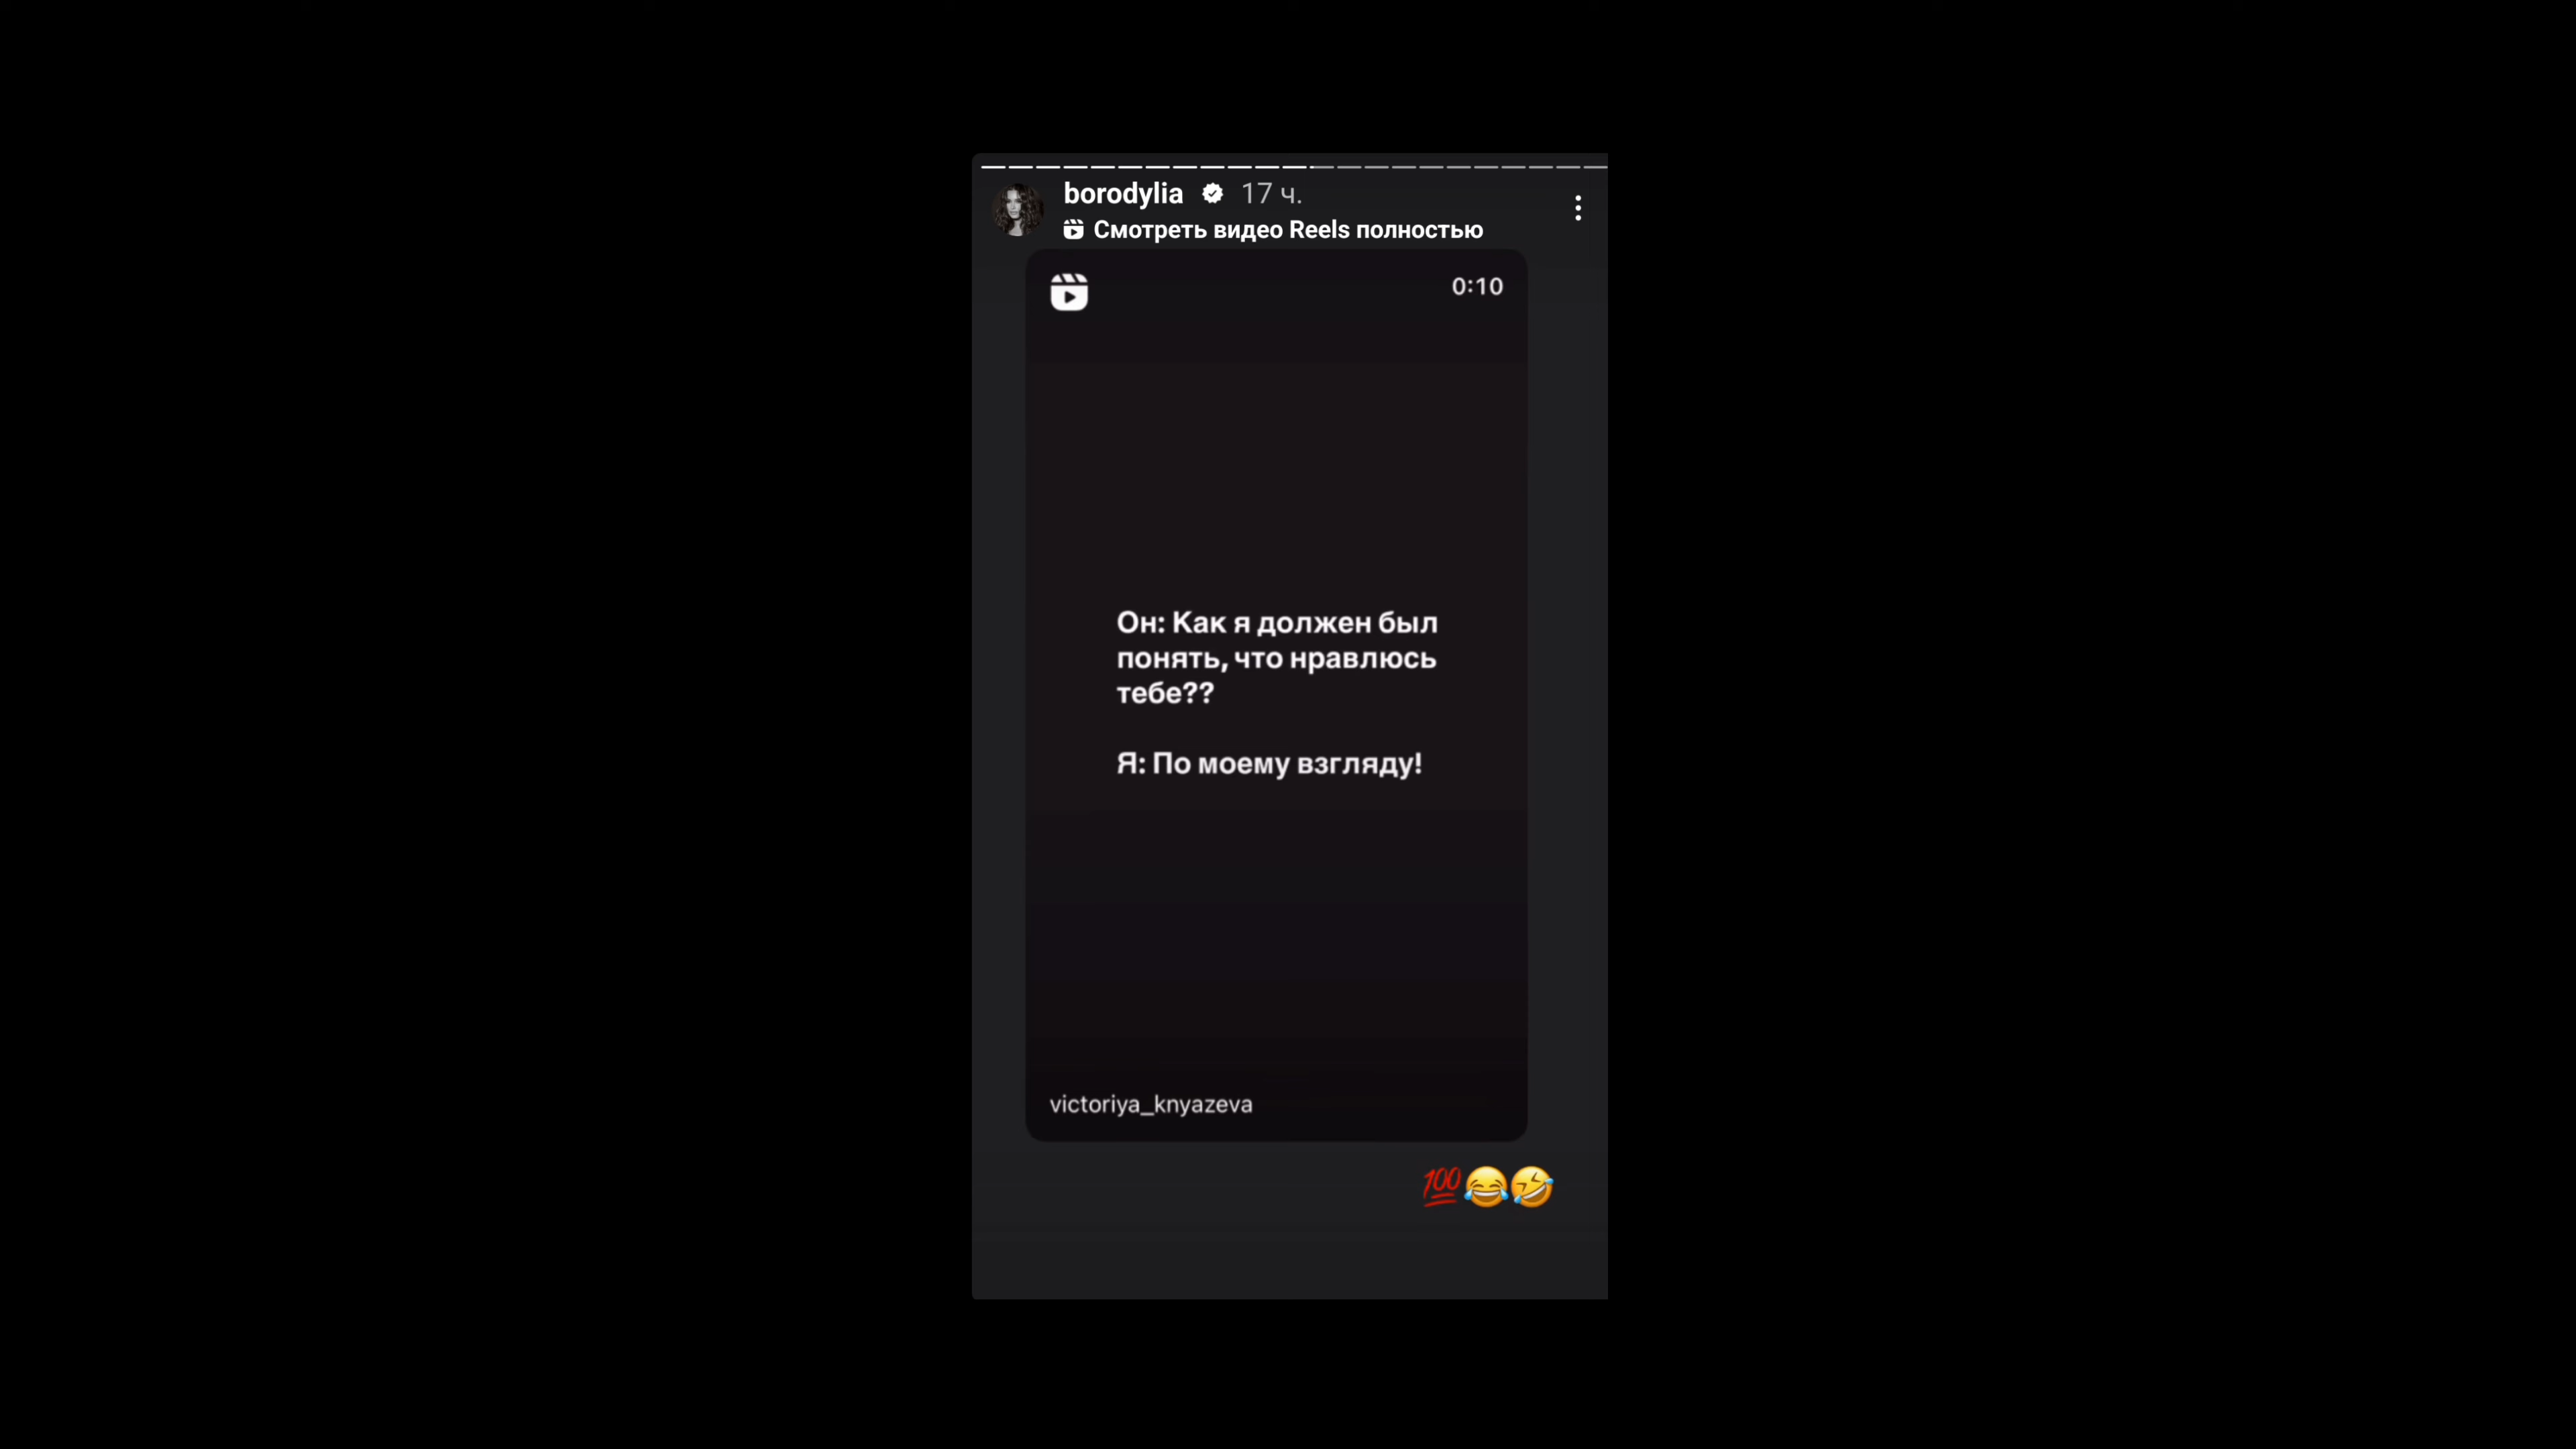 borodylia 17 ч.
Смотреть видео Reels полностью
0:10
Он: Как я должен был
понять, что нравлюсь
тебе??
Я: По моему взгляду!
victoriya_knyazeva
💯😂🤣